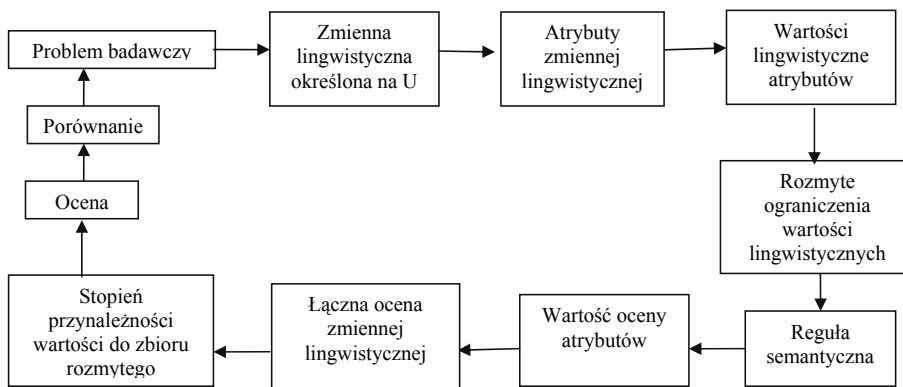 Problem badawczy
Zmienna
lingwistyczna
określona na U
Atrybuty
zmiennej
lingwistycznej
Wartości
lingwistyczne
atrybutów
Rozmyte
ograniczenia
wartości
lingwistycznych
Reguła
semantyczna
Wartość oceny
atrybutów
Łączna ocena
zmiennej
lingwistycznej
Stopień
przynależności
wartości do zbioru
rozmytego
Ocena
Porównanie